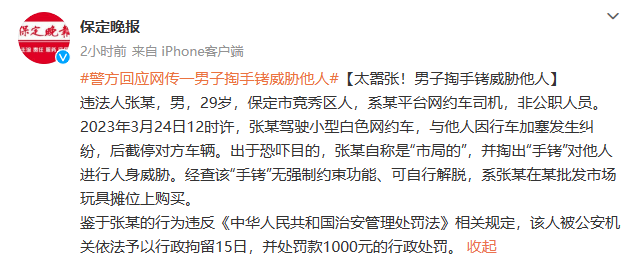 保定晚报
保定晚报
2小时前 来自 iPhone客户端
#警方回应网传一男子掏手铐威胁他人#【太嚣张！男子掏手铐威胁他人】
违法人张某，男，29岁，保定市竞秀区人，系某平台网约车司机，非公职人员。
2023年3月24日12时许，张某驾驶小型白色网约车，与他人因行车加塞发生纠
纷，后截停对方车辆。出于恐吓目的，张某自称是“市局的”，并掏出“手铐”对他人
进行人身威胁。经查该“手铐”无强制约束功能、可自行解脱，系张某在某批发市场
玩具摊位上购买。
鉴于张某的行为违反《中华人民共和国治安管理处罚法》相关规定，该人被公安机
关依法予以行政拘留15日，并处罚款1000元的行政处罚。 收起